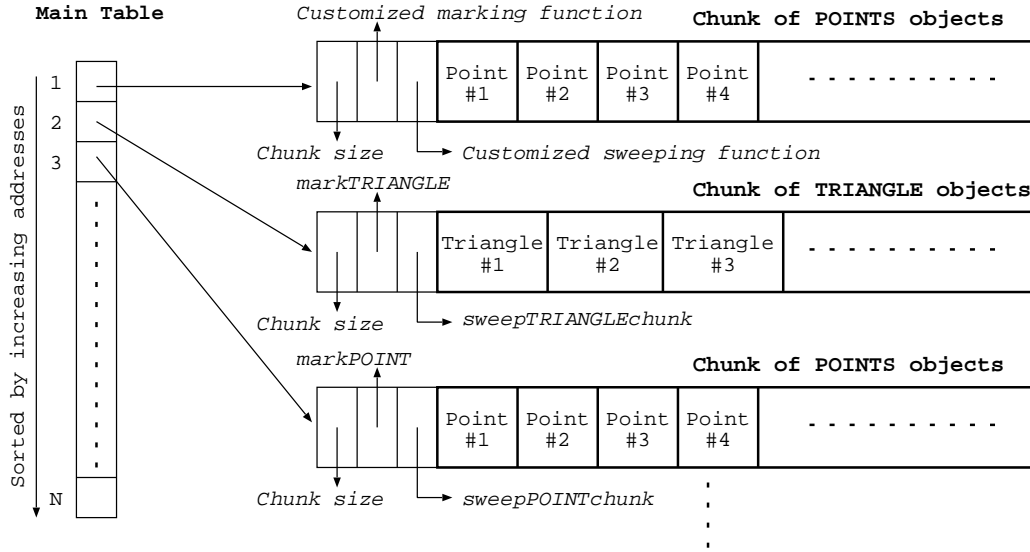 Main Table
Sorted by increasing addresses
1
2
3
N
Customized marking function
Chunk of POINTS objects
Point #1
Point #2
Point #3
Point #4
Chunk size
Customized sweeping function
markTRIANGLE
Chunk of TRIANGLE objects
Triangle #1
Triangle #2
Triangle #3
Chunk size
sweepTRIANGLEchunk
markPOINT
Chunk of POINTS objects
Point #1
Point #2
Point #3
Point #4
Chunk size
sweepPOINTchunk